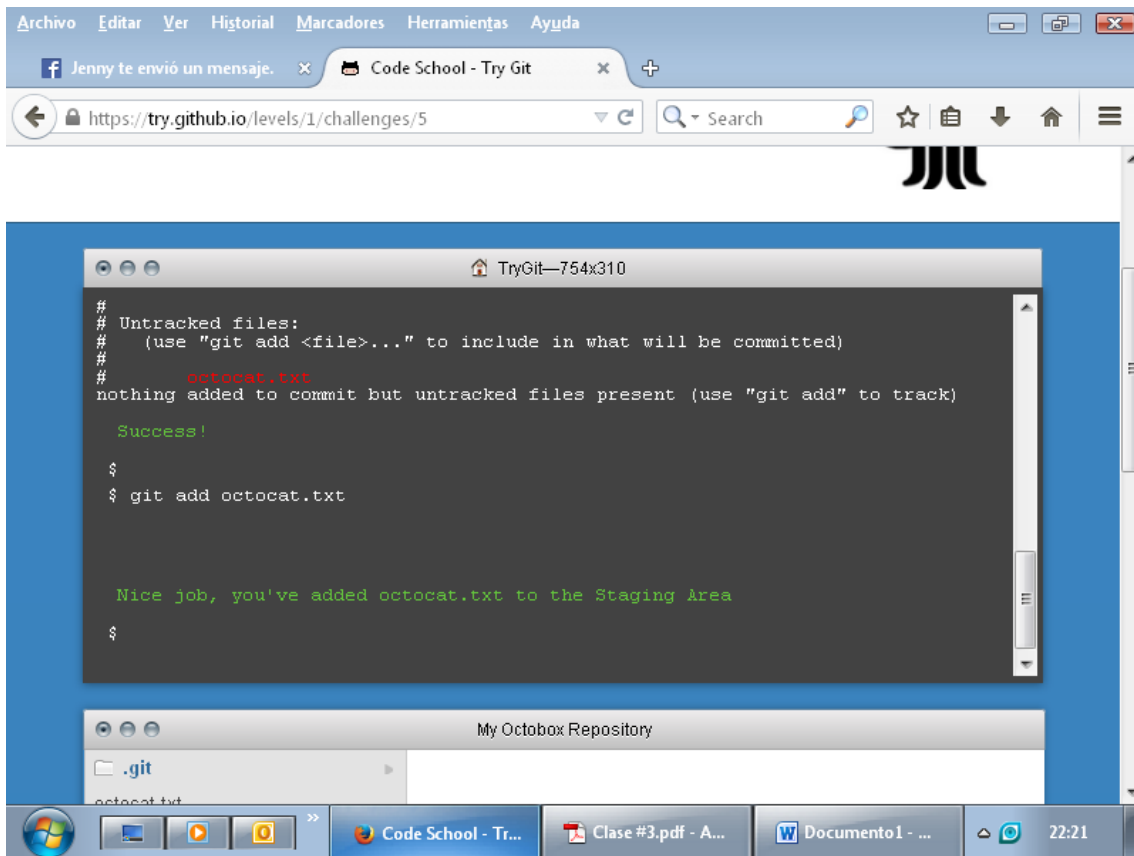 Archivo Editar Ver Historial Marcadores Herramientas Ayuda
Jenny te envió un mensaje. Code School - Try Git
https://try.github.io/levels/1/challenges/5 Search
TryGit—754x310
#
# Untracked files:
# (use "git add <file>..." to include in what will be committed)
#
# octocat.txt
nothing added to commit but untracked files present (use "git add" to track)
Success!
$
$ git add octocat.txt
Nice job, you've added octocat.txt to the Staging Area
$
My Octobox Repository
.git
octocat.txt
Code School - Tr... Clase #3.pdf - A... Documento1 - ... 22:21